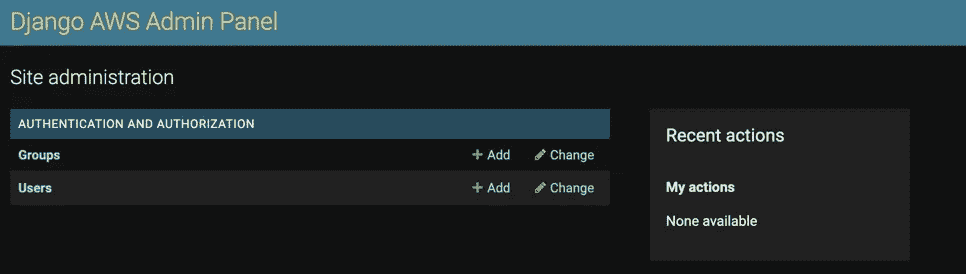 Django AWS Admin Panel
Site administration
AUTHENTICATION AND AUTHORIZATION
Groups Add Change
Users Add Change
Recent actions
My actions
None available